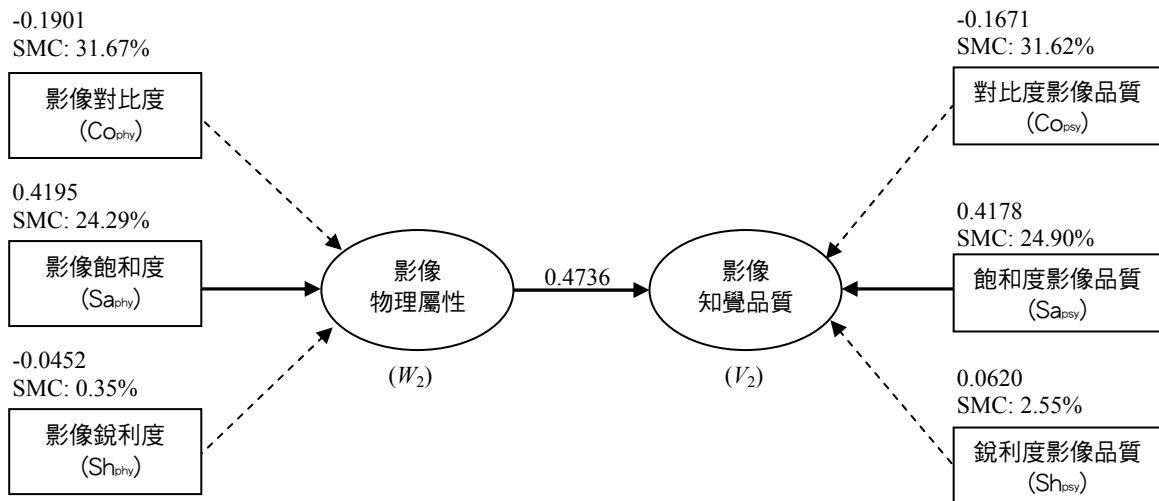 -0.1901
SMC: 31.67%
影像對比度
(Cophy)
0.4195
SMC: 24.29%
影像飽和度
(Saphy)
-0.0452
SMC: 0.35%
影像銳利度
(Shphy)
影像
物理屬性
(W2)
0.4736
影像
知覺品質
(V2)
-0.1671
SMC: 31.62%
對比度影像品質
(Copsy)
0.4178
SMC: 24.90%
飽和度影像品質
(Sapsy)
0.0620
SMC: 2.55%
銳利度影像品質
(Shpsy)